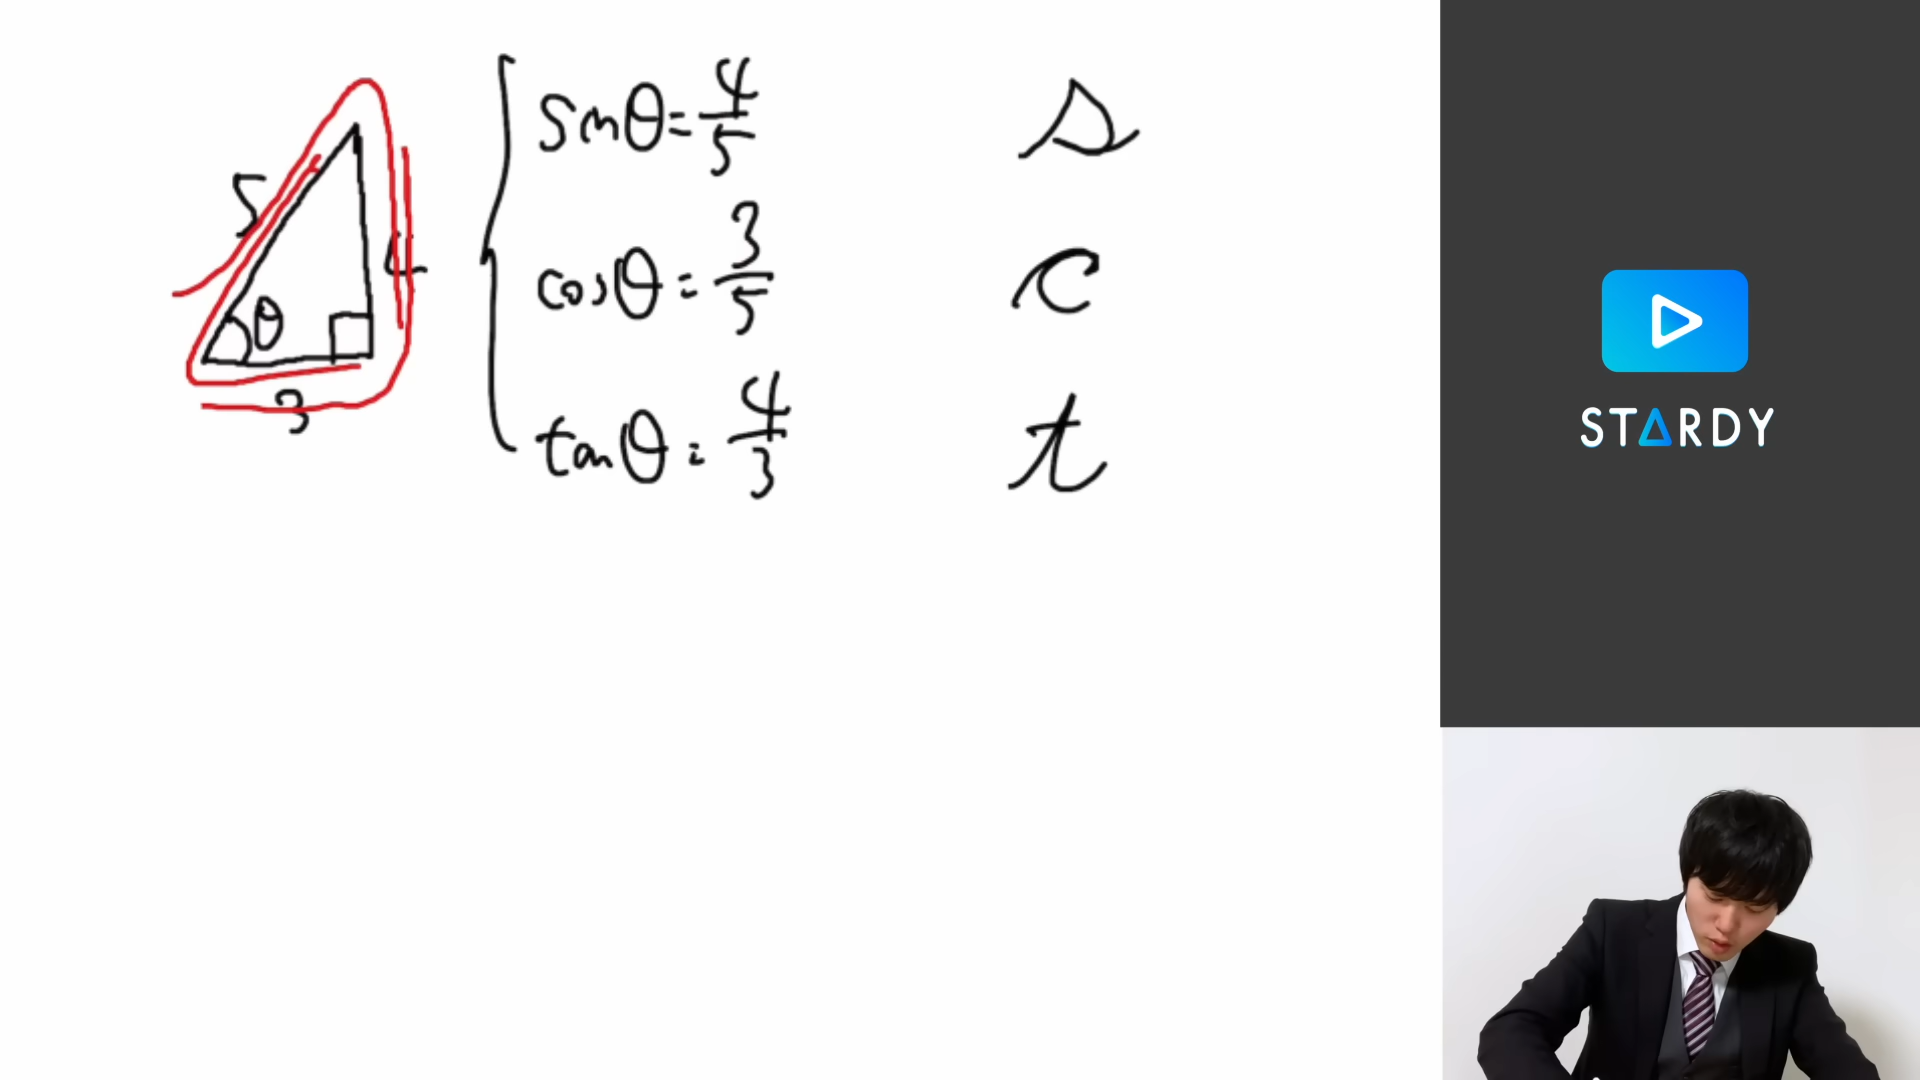 5
4
θ
3
sinθ = 4/5
cosθ = 3/5
tanθ = 4/3
s
c
t
STARDY